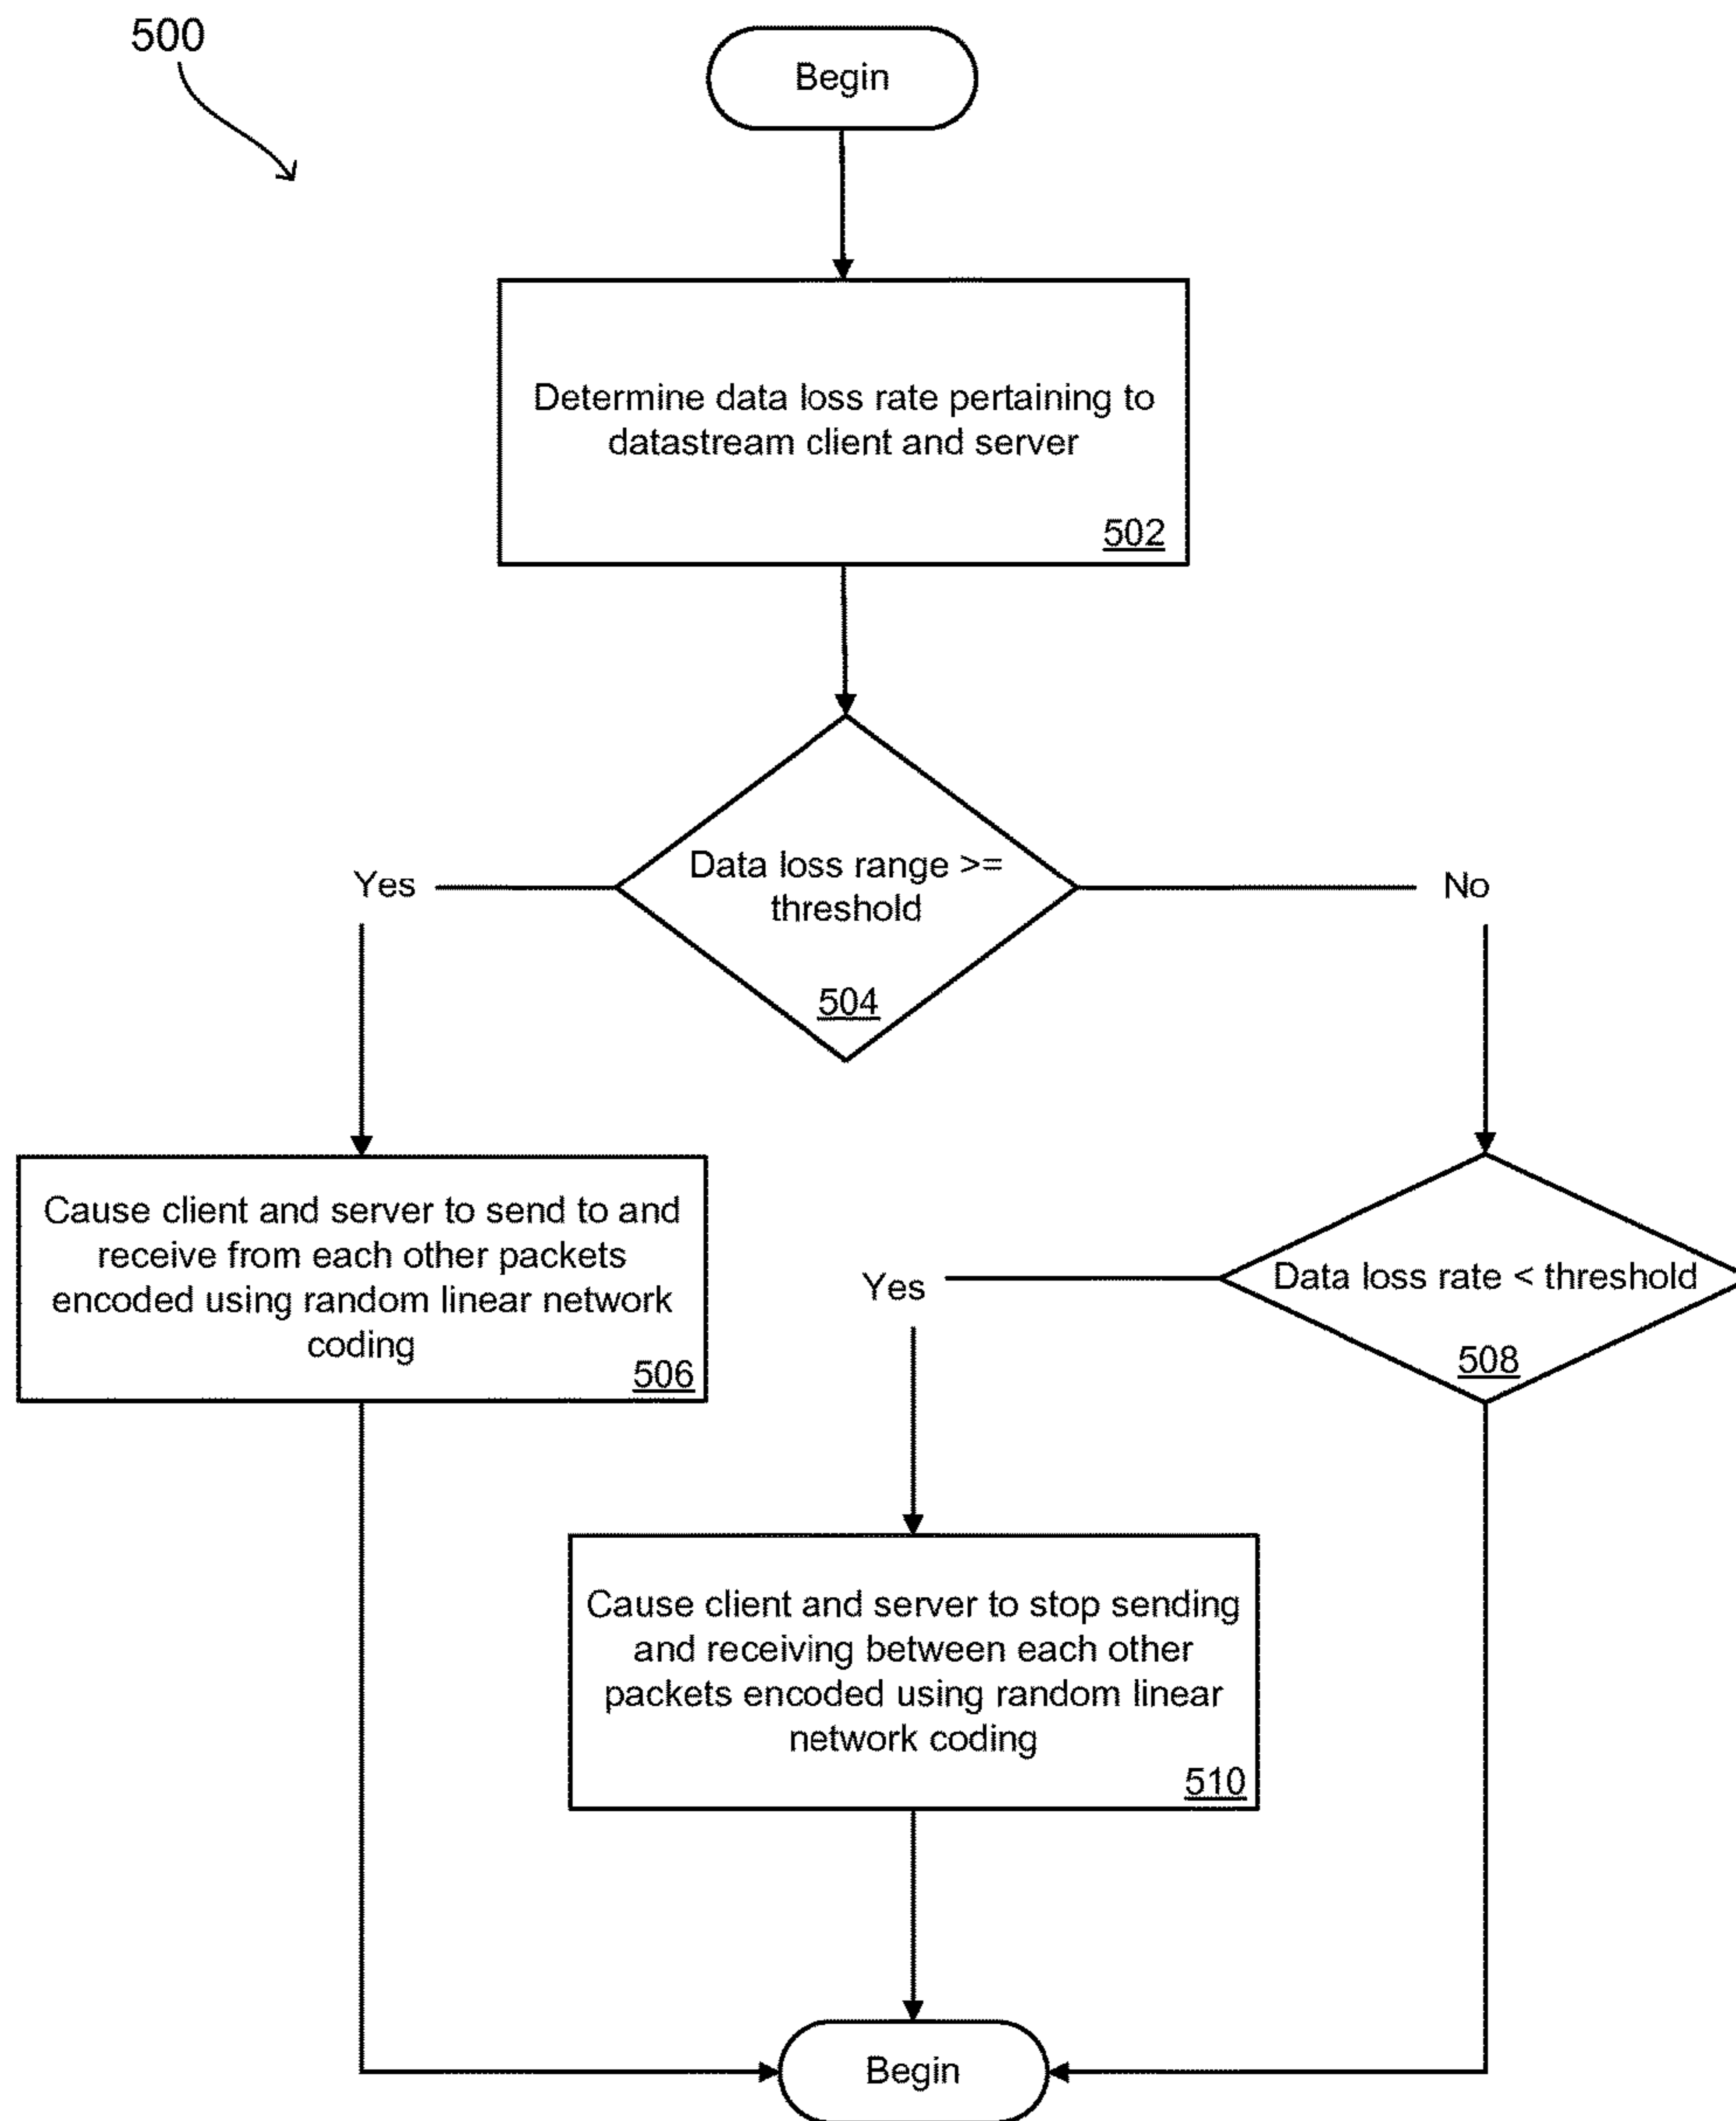 500
Begin
Determine data loss rate pertaining to
datastream client and server
502
Data loss range >=
threshold
504
Yes
No
Cause client and server to send to and
receive from each other packets
encoded using random linear network
coding
506
Data loss rate < threshold
508
Yes
Cause client and server to stop sending
and receiving between each other
packets encoded using random linear
network coding
510
Begin